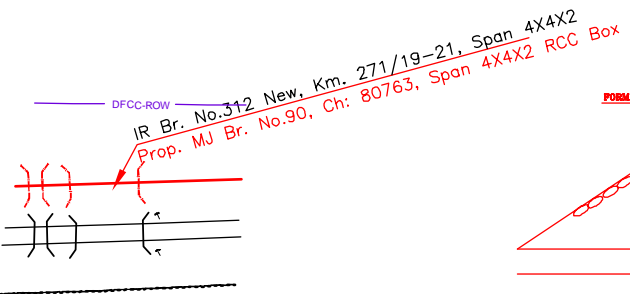 IR Br. No.312 New, Km. 271/19-21, Span 4X4X2
Prop. MJ Br. No.90, Ch: 80763, Span 4X4X2 RCC Box
DFCC-ROW